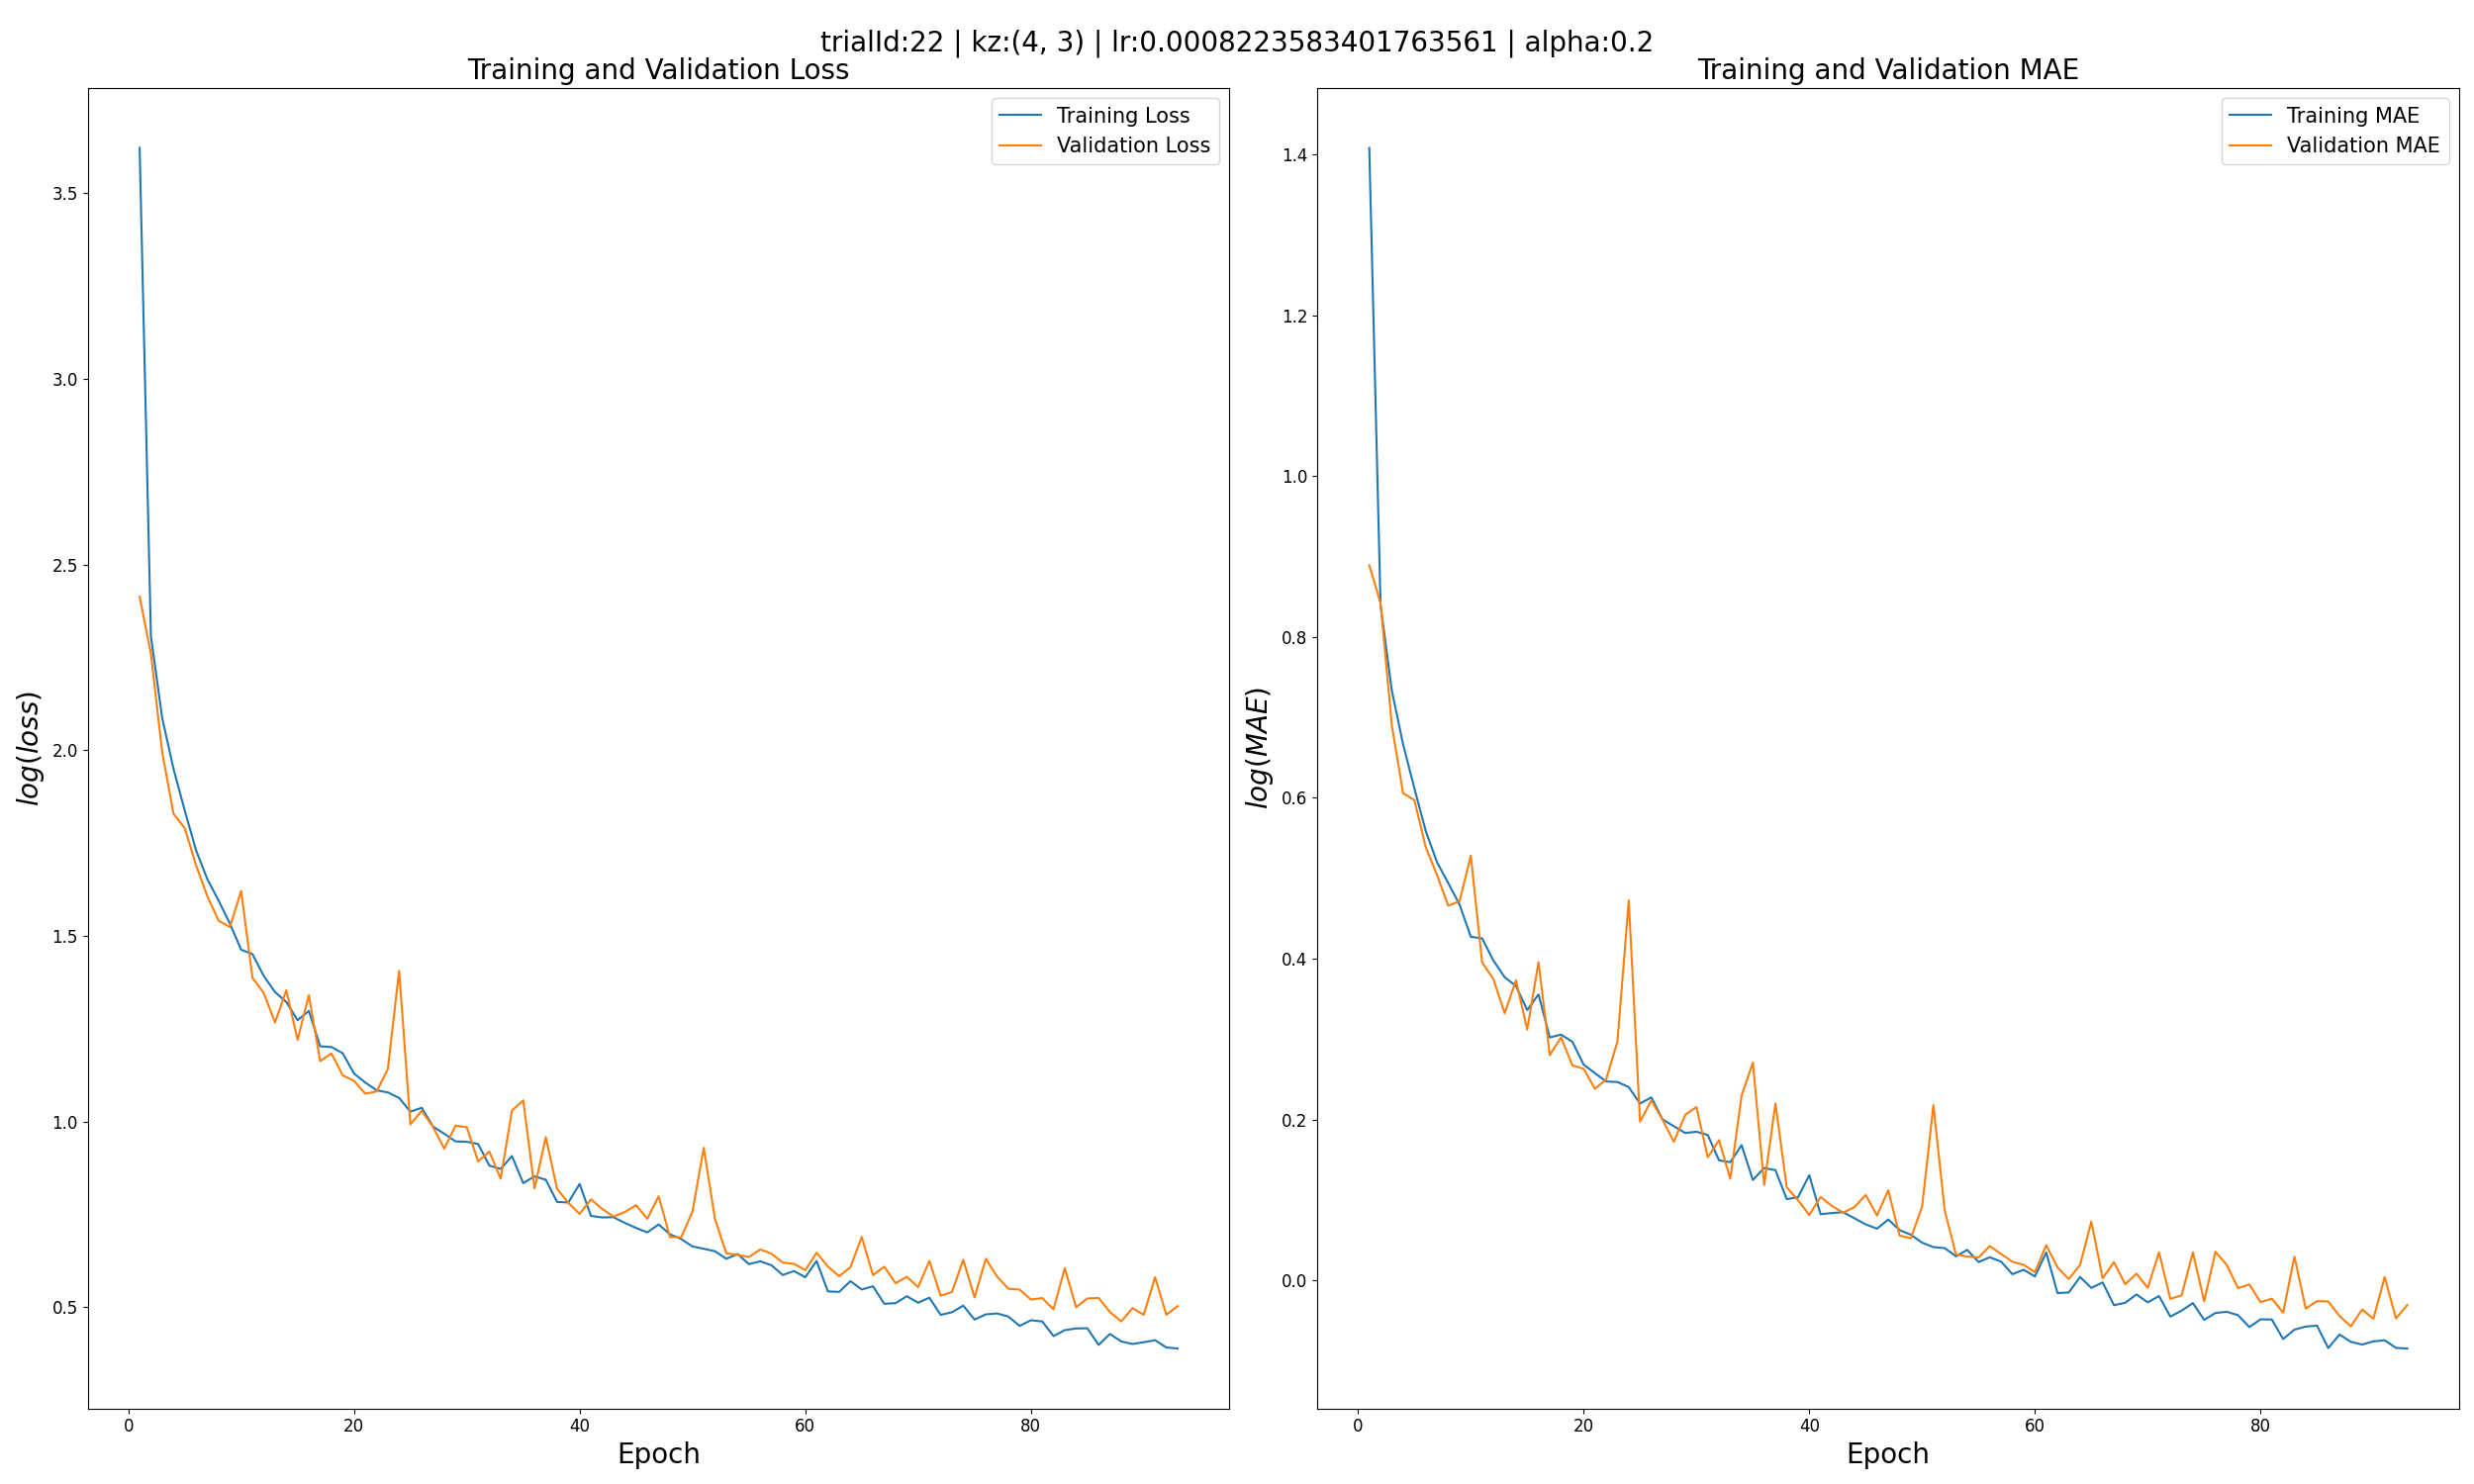 trialId:22 | kz:(4, 3) | lr:0.0008223583401763561 | alpha:0.2
Training and Validation Loss
Training Loss
Validation Loss
3.5
3.0
2.5
2.0
1.5
1.0
0.5
log(loss)
0 20 40 60 80
Epoch
Training and Validation MAE
Training MAE
Validation MAE
1.4
1.2
1.0
0.8
0.6
0.4
0.2
0.0
log(MAE)
0 20 40 60 80
Epoch